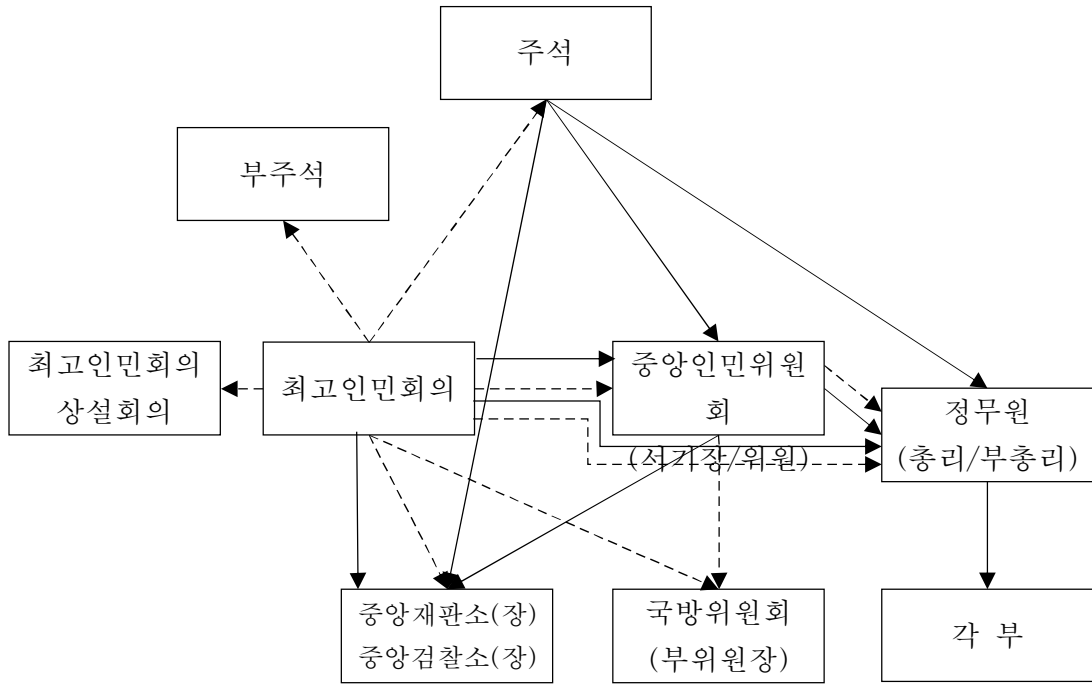 주석
부주석
최고인민회의
상설회의
최고인민회의
중앙인민위원
회
(서기장/위원)
정무원
(총리/부총리)
중앙재판소(장)
중앙검찰소(장)
국방위원회
(부위원장)
각 부